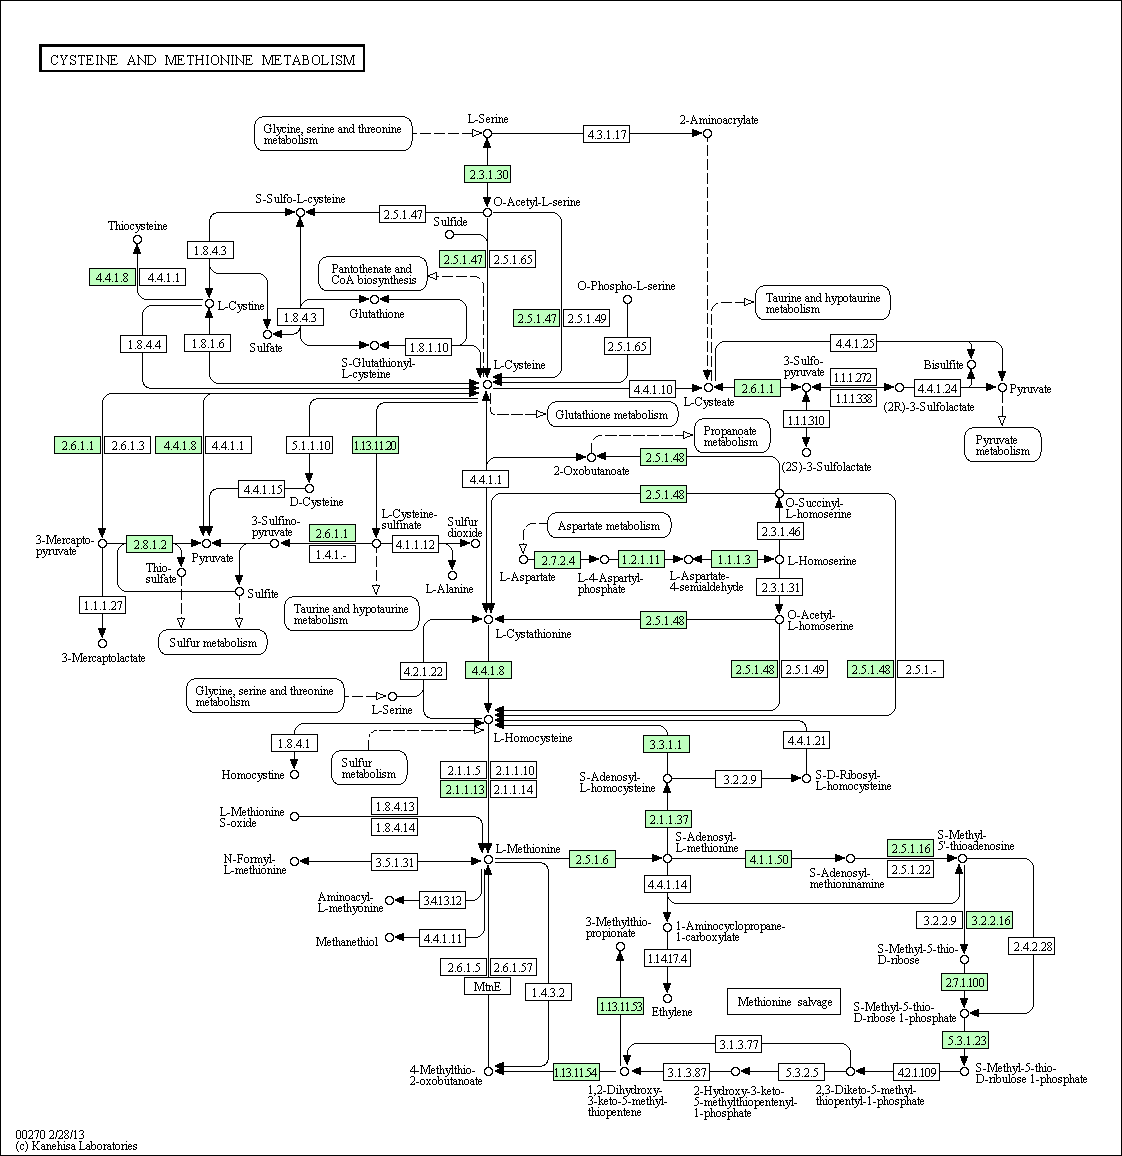 CYSTEINE AND METHIONINE METABOLISM
Glycine, serine and threonine
metabolism
L-Serine
4.3.1.17
2-Aminoacrylate
2.3.1.30
S-Sulfo-L-cysteine
O-Acetyl-L-serine
2.5.1.47
Thiocysteine
Sulfide
1.8.4.3
2.5.1.47
2.5.1.65
4.4.1.8
4.4.1.1
Pantothenate and
CoA biosynthesis
O-Phospho-L-serine
Taurine and hypotaurine
metabolism
L-Cystine
1.8.4.3
Glutathione
2.5.1.47
2.5.1.49
1.8.4.4
1.8.1.6
Sulfate
1.8.1.10
2.5.1.65
4.4.1.25
S-Glutathionyl-
L-cysteine
L-Cysteine
3-Sulfo-
pyruvate
Bisulfite
4.4.1.10
L-Cysteate
2.6.1.1
1.1.1.272
1.1.1.338
4.4.1.24
Pyruvate
(2R)-3-Sulfolactate
Glutathione metabolism
1.1.1.310
2.6.1.1
2.6.1.3
4.4.1.8
4.4.1.1
5.1.1.10
1.13.11.20
Propanoate
metabolism
Pyruvate
metabolism
2-Oxobutanoate
2.5.1.48
(2S)-3-Sulfolactate
4.4.1.1
4.4.1.15
D-Cysteine
2.5.1.48
O-Succinyl-
L-homoserine
3-Mercapto-
pyruvate
2.8.1.2
Pyruvate
3-Sulfino-
pyruvate
2.6.1.1
1.4.1.-
L-Cysteine-
sulfinate
4.1.1.12
Sulfur
dioxide
Aspartate metabolism
2.3.1.46
L-Aspartate
2.7.2.4
L-4-Aspartyl-
phosphate
1.2.1.11
L-Aspartate-
4-semialdehyde
1.1.1.3
L-Homoserine
Thio-
sulfate
Sulfite
L-Alanine
2.3.1.31
1.1.1.27
Taurine and hypotaurine
metabolism
3-Mercaptolactate
Sulfur metabolism
L-Cystathionine
2.5.1.48
O-Acetyl-
L-homoserine
4.2.1.22
4.4.1.8
2.5.1.48
2.5.1.49
2.5.1.48
2.5.1.-
Glycine, serine and threonine
metabolism
L-Serine
L-Homocysteine
1.8.4.1
3.3.1.1
4.4.1.21
Homocystine
Sulfur
metabolism
2.1.1.5
2.1.1.10
2.1.1.13
2.1.1.14
S-Adenosyl-
L-homocysteine
3.2.2.9
S-D-Ribosyl-
L-homocysteine
L-Methionine
S-oxide
1.8.4.13
1.8.4.14
2.1.1.37
N-Formyl-
L-methionine
3.5.1.31
L-Methionine
2.5.1.6
S-Adenosyl-
L-methionine
4.1.1.50
S-Adenosyl-
methioninamine
2.5.1.16
2.5.1.22
S-Methyl-
5'-thioadenosine
4.4.1.14
Aminoacyl-
L-methyonine
3.4.13.12
3-Methylthio-
propionate
1-Aminocyclopropane-
1-carboxylate
3.2.2.9
3.2.2.16
Methanethiol
4.4.1.11
2.4.2.28
2.6.1.5
2.6.1.57
MtnE
1.4.3.2
1.14.17.4
S-Methyl-5-thio-
D-ribose
2.7.1.100
1.13.11.53
Ethylene
Methionine salvage
S-Methyl-5-thio-
D-ribose 1-phosphate
5.3.1.23
4-Methylthio-
2-oxobutanoate
1.13.11.54
3.1.3.77
3.1.3.87
5.3.2.5
4.2.1.109
S-Methyl-5-thio-
D-ribulose 1-phosphate
1,2-Dihydroxy-
3-keto-5-methyl-
thiopentene
2-Hydroxy-3-keto-
5-methylthiopentenyl-
1-phosphate
2,3-Diketo-5-methyl-
thiopentyl-1-phosphate
00270 2/28/13
(c) Kanehisa Laboratories